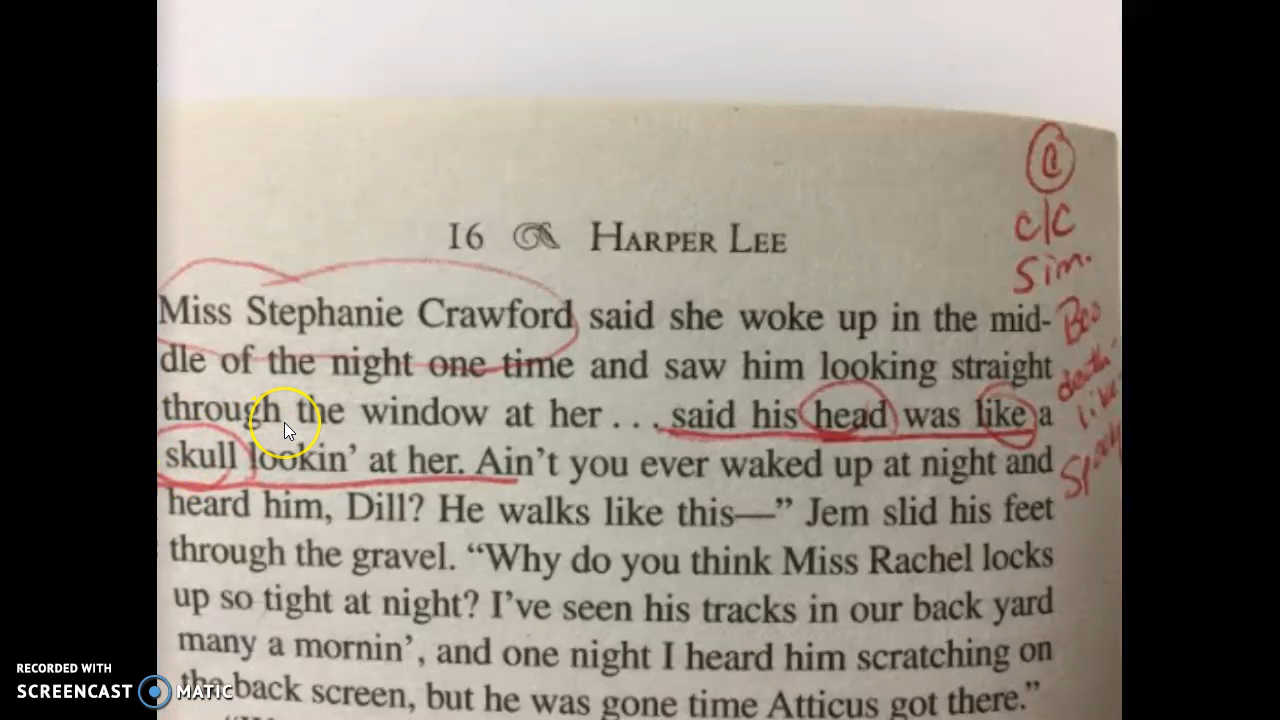 16 HARPER LEE
Miss Stephanie Crawford said she woke up in the mid-
dle of the night one time and saw him looking straight
through the window at her . . . said his head was like a
skull lookin' at her. Ain't you ever waked up at night and
heard him, Dill? He walks like this—" Jem slid his feet
through the gravel. "Why do you think Miss Rachel locks
up so tight at night? I've seen his tracks in our back yard
many a mornin', and one night I heard him scratching on
the back screen, but he was gone time Atticus got there."
C
c/c
Sim.
Boo
death-
like
RECORDED WITH
SCREENCAST MATIC